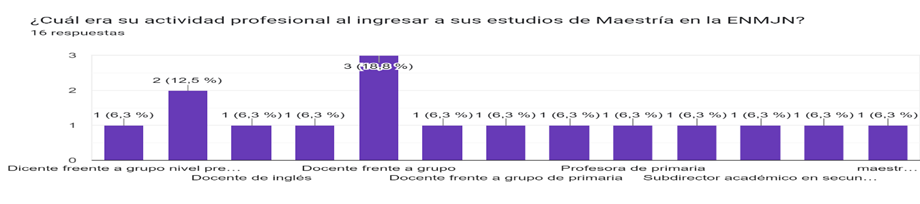 ¿Cuál era su actividad profesional al ingresar a sus estudios de Maestría en la ENMJN?
16 respuestas
3
2
1
0
1 (6,3 %)
2 (12,5 %)
1 (6,3 %)
1 (6,3 %)
3 (18,8 %)
1 (6,3 %)
1 (6,3 %)
1 (6,3 %)
1 (6,3 %)
1 (6,3 %)
1 (6,3 %)
1 (6,3 %)
1 (6,3 %)
Dicente freente a grupo nivel pre…
Docente de inglés
Docente frente a grupo
Docente frente a grupo de primaria
Profesora de primaria
Subdirector académico en secun…
maestr…